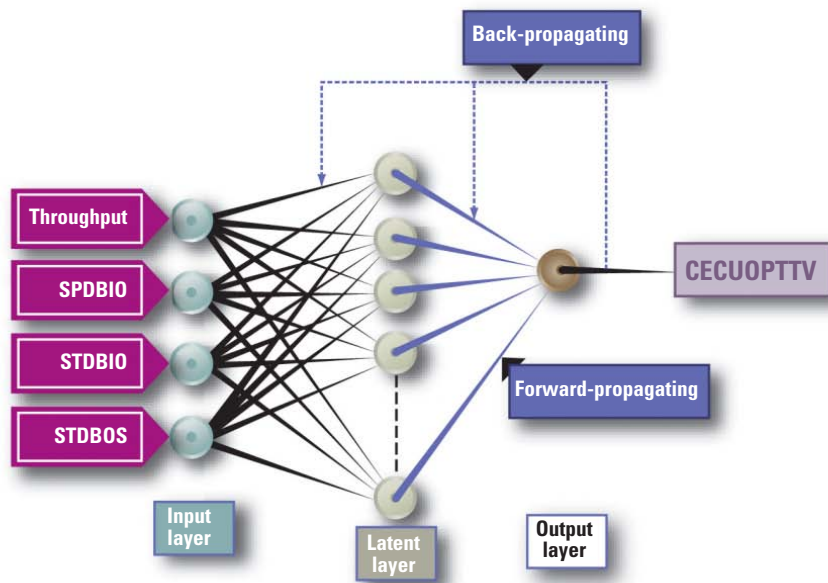 Back-propagating
Throughput
SPDBIO
STDBIO
STDBOS
CECUOPTTV
Forward-propagating
Input
layer
Latent
layer
Output
layer